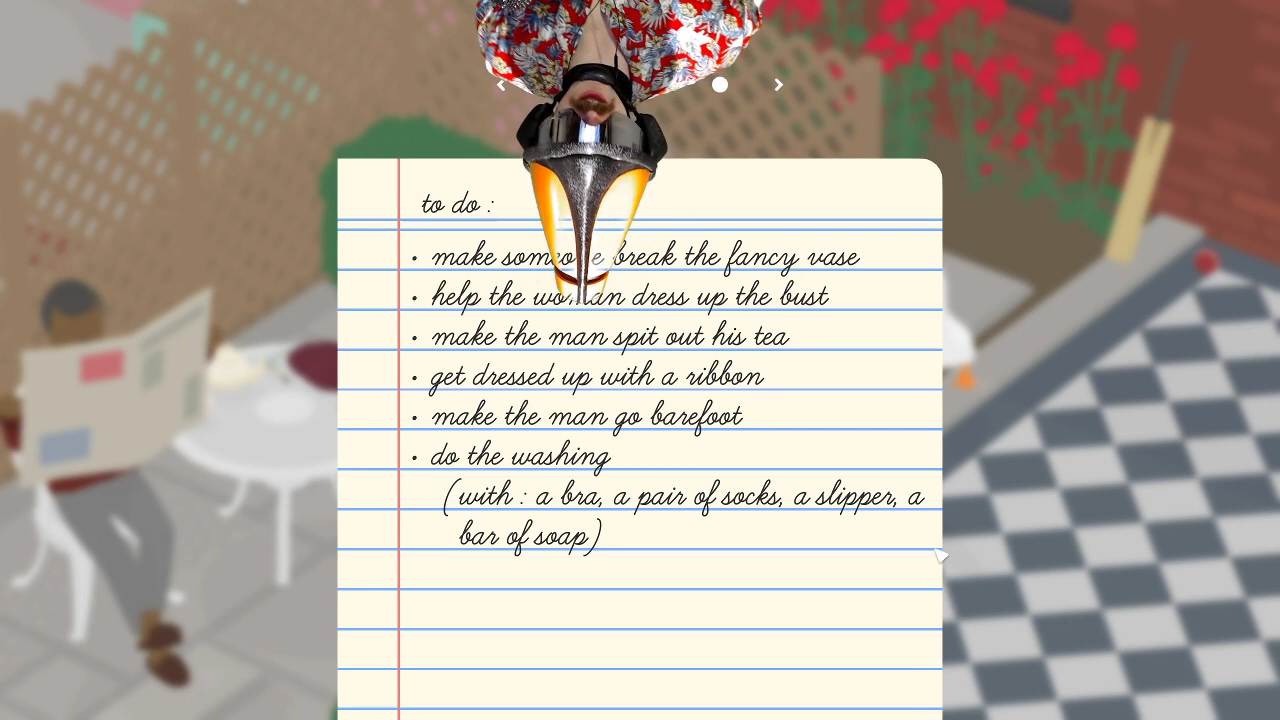 to do :
• make someone break the fancy vase
• help the woman dress up the bust
• make the man spit out his tea
• get dressed up with a ribbon
• make the man go barefoot
• do the washing
(with : a bra, a pair of socks, a slipper, a
bar of soap)